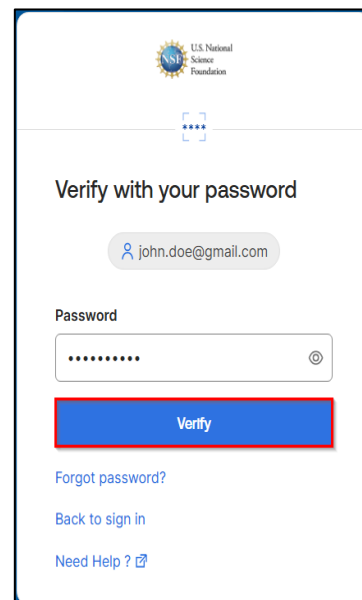 NSF
U.S. National
Science
Foundation
****
Verify with your password
john.doe@gmail.com
Password
••••••••••
Verify
Forgot password?
Back to sign in
Need Help ?